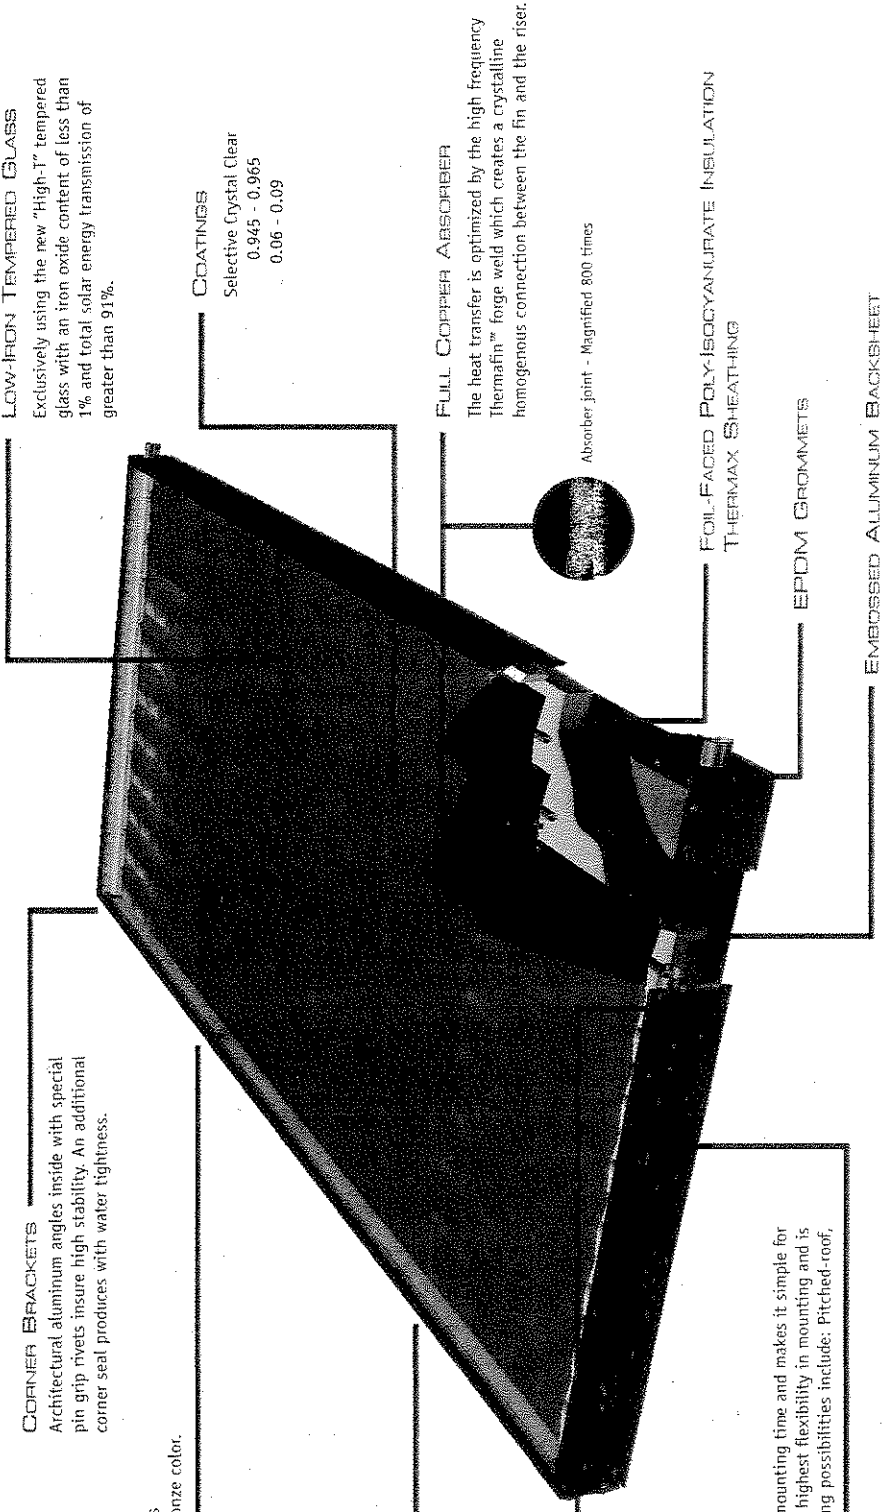 CORNER BRACKETS
Architectural aluminum angles inside with special
pin grip rivets insure high stability. An additional
corner seal produces with water tightness.
LOW-IRON TEMPERED GLASS
Exclusively using the new "High-T" tempered
glass with an iron oxide content of less than
1% and total solar energy transmission of
greater than 91%.
onze color.
COATINGS
Selective Crystal Clear
0.945 - 0.965
0.06 - 0.09
FULL COPPER ABSORBER
The heat transfer is optimized by the high frequency
Thermafin™ forge weld which creates a crystalline
homogenous connection between the fin and the riser.
Absorber joint - Magnified 800 times
FOIL-FACED POLY-ISOCYANURATE INSULATION
THERMAX SHEATHING
EPDM GROMMETS
EMBOSSED ALUMINUM BACKSHEET
mounting time and makes it simple for
highest flexibility in mounting and is
ng possibilities include: Pitched-roof,